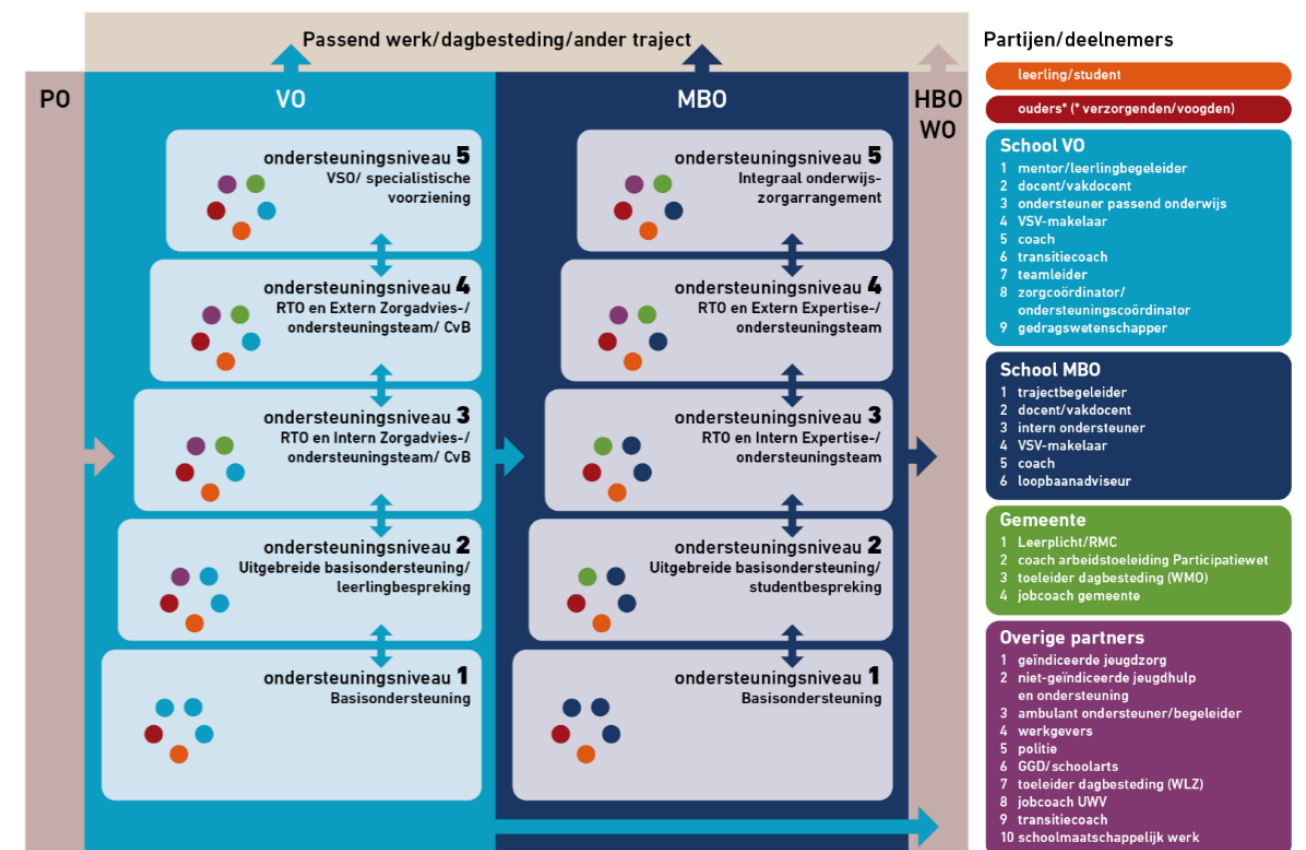 Passend werk/dagbesteding/ander traject
PO
VO
ondersteuningsniveau 5
VSO/ specialistische
voorziening
ondersteuningsniveau 4
RTO en Extern Zorgadvies-/
ondersteuningsteam/ CvB
ondersteuningsniveau 3
RTO en Intern Zorgadvies-/
ondersteuningsteam/ CvB
ondersteuningsniveau 2
Uitgebreide basisondersteuning/
leerlingbespreking
ondersteuningsniveau 1
Basisondersteuning
MBO
ondersteuningsniveau 5
Integraal onderwijs-
zorgarrangement
ondersteuningsniveau 4
RTO en Extern Expertise-/
ondersteuningsteam
ondersteuningsniveau 3
RTO en Intern Expertise-/
ondersteuningsteam
ondersteuningsniveau 2
Uitgebreide basisondersteuning/
studentbespreking
ondersteuningsniveau 1
Basisondersteuning
HBO
WO
Partijen/deelnemers
leerling/student
ouders* (* verzorgenden/voogden)
School VO
1 mentor/leerlingbegeleider
2 docent/vakdocent
3 ondersteuner passend onderwijs
4 VSV-makelaar
5 coach
6 transitiecoach
7 teamleider
8 zorgcoördinator/
ondersteuningscoördinator
9 gedragswetenschapper
School MBO
1 trajectbegeleider
2 docent/vakdocent
3 intern ondersteuner
4 VSV-makelaar
5 coach
6 loopbaanadviseur
Gemeente
1 Leerplicht/RMC
2 coach arbeidstoeleiding Participatiewet
3 toeleider dagbesteding (WMO)
4 jobcoach gemeente
Overige partners
1 geïndiceerde jeugdzorg
2 niet-geïndiceerde jeugdhulp
en ondersteuning
3 ambulant ondersteuner/begeleider
4 werkgevers
5 politie
6 GGD/schoolarts
7 toeleider dagbesteding (WLZ)
8 jobcoach UWV
9 transitiecoach
10 schoolmaatschappelijk werk